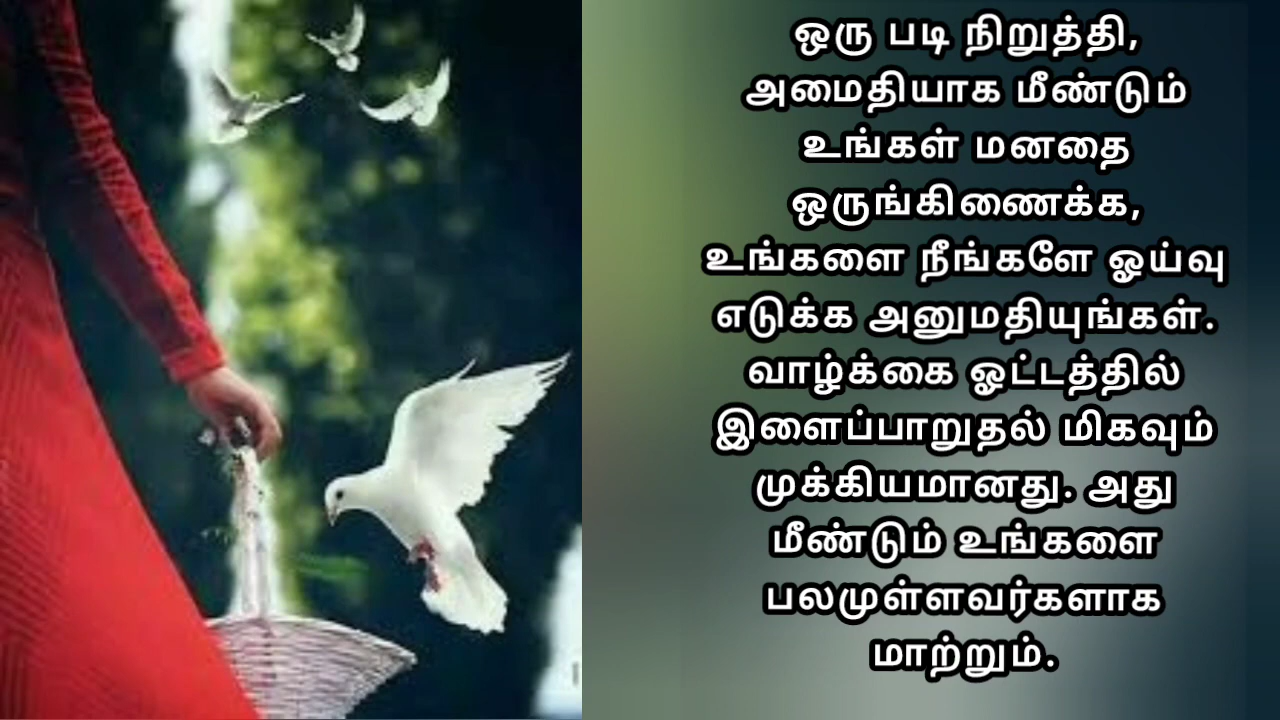 ஒரு படி நிறுத்தி,
அமைதியாக மீண்டும்
உங்கள் மனதை
ஒருங்கிணைக்க,
உங்களை நீங்களே ஓய்வு
எடுக்க அனுமதியுங்கள்.
வாழ்க்கை ஓட்டத்தில்
இளைப்பாறுதல் மிகவும்
முக்கியமானது. அது
மீண்டும் உங்களை
பலமுள்ளவர்களாக
மாற்றும்.